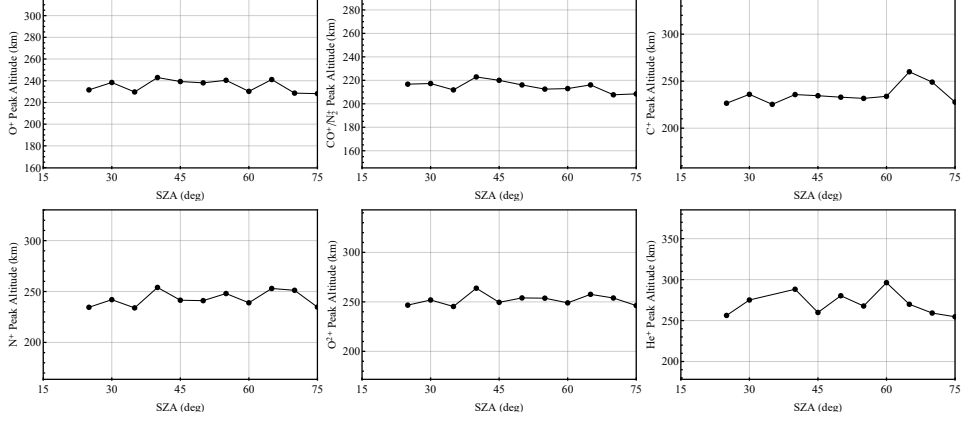 O⁺ Peak Altitude (km)
300
280
260
240
220
200
180
160
15 30 45 60 75
SZA (deg)
CO⁺/N₂⁺ Peak Altitude (km)
280
260
240
220
200
180
160
15 30 45 60 75
SZA (deg)
C⁺ Peak Altitude (km)
300
200
15 30 45 60 75
SZA (deg)
N⁺ Peak Altitude (km)
300
250
200
15 30 45 60 75
SZA (deg)
O²⁺ Peak Altitude (km)
300
250
200
15 30 45 60 75
SZA (deg)
He⁺ Peak Altitude (km)
350
300
250
200
15 30 45 60 75
SZA (deg)